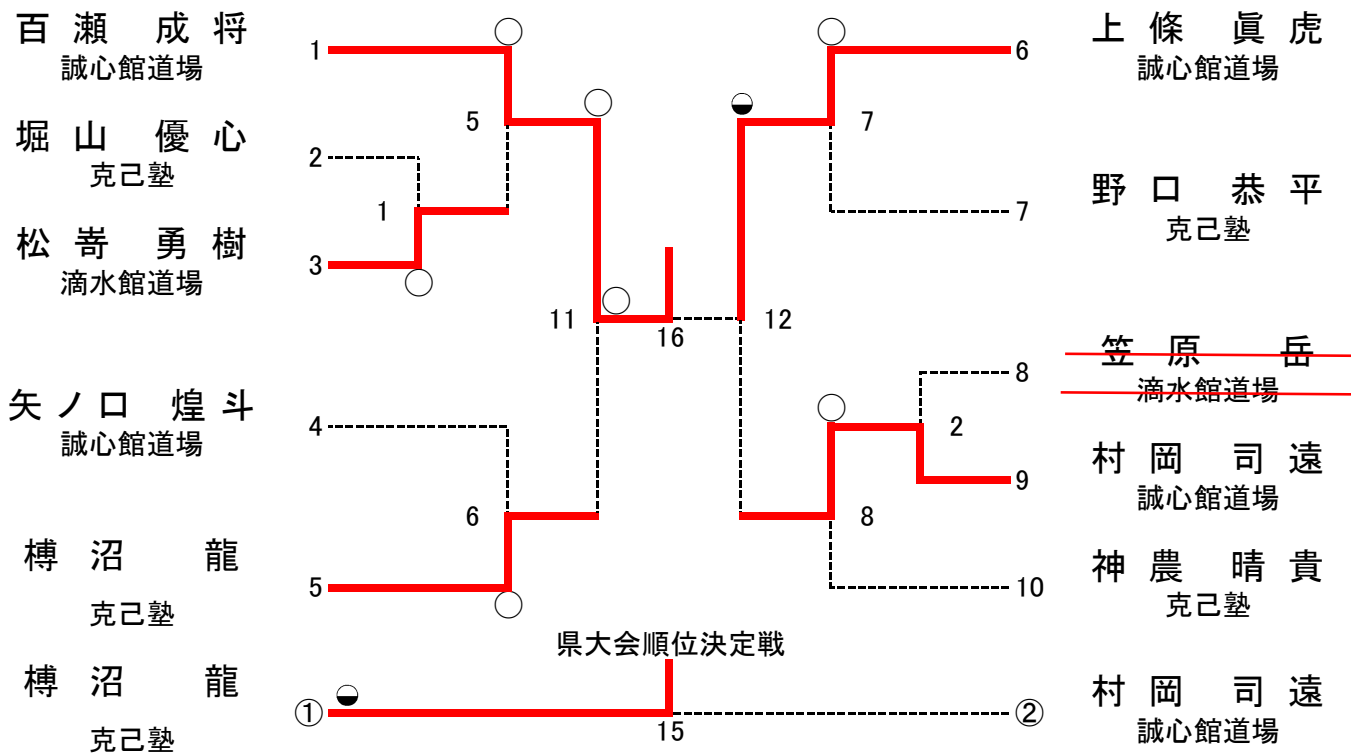 百瀬 成将
誠心館道場
1
堀山 優心
克己塾
2
松嵜 勇樹
滴水館道場
3
矢ノ口 煌斗
誠心館道場
4
榑沼 龍
克己塾
5
1
5
6
11
16
12
7
8
2
上條 眞虎
誠心館道場
6
野口 恭平
克己塾
7
笠原 岳
滴水館道場
8
村岡 司遠
誠心館道場
9
神農 晴貴
克己塾
10
県大会順位決定戦
榑沼 龍
克己塾
①
15
②
村岡 司遠
誠心館道場